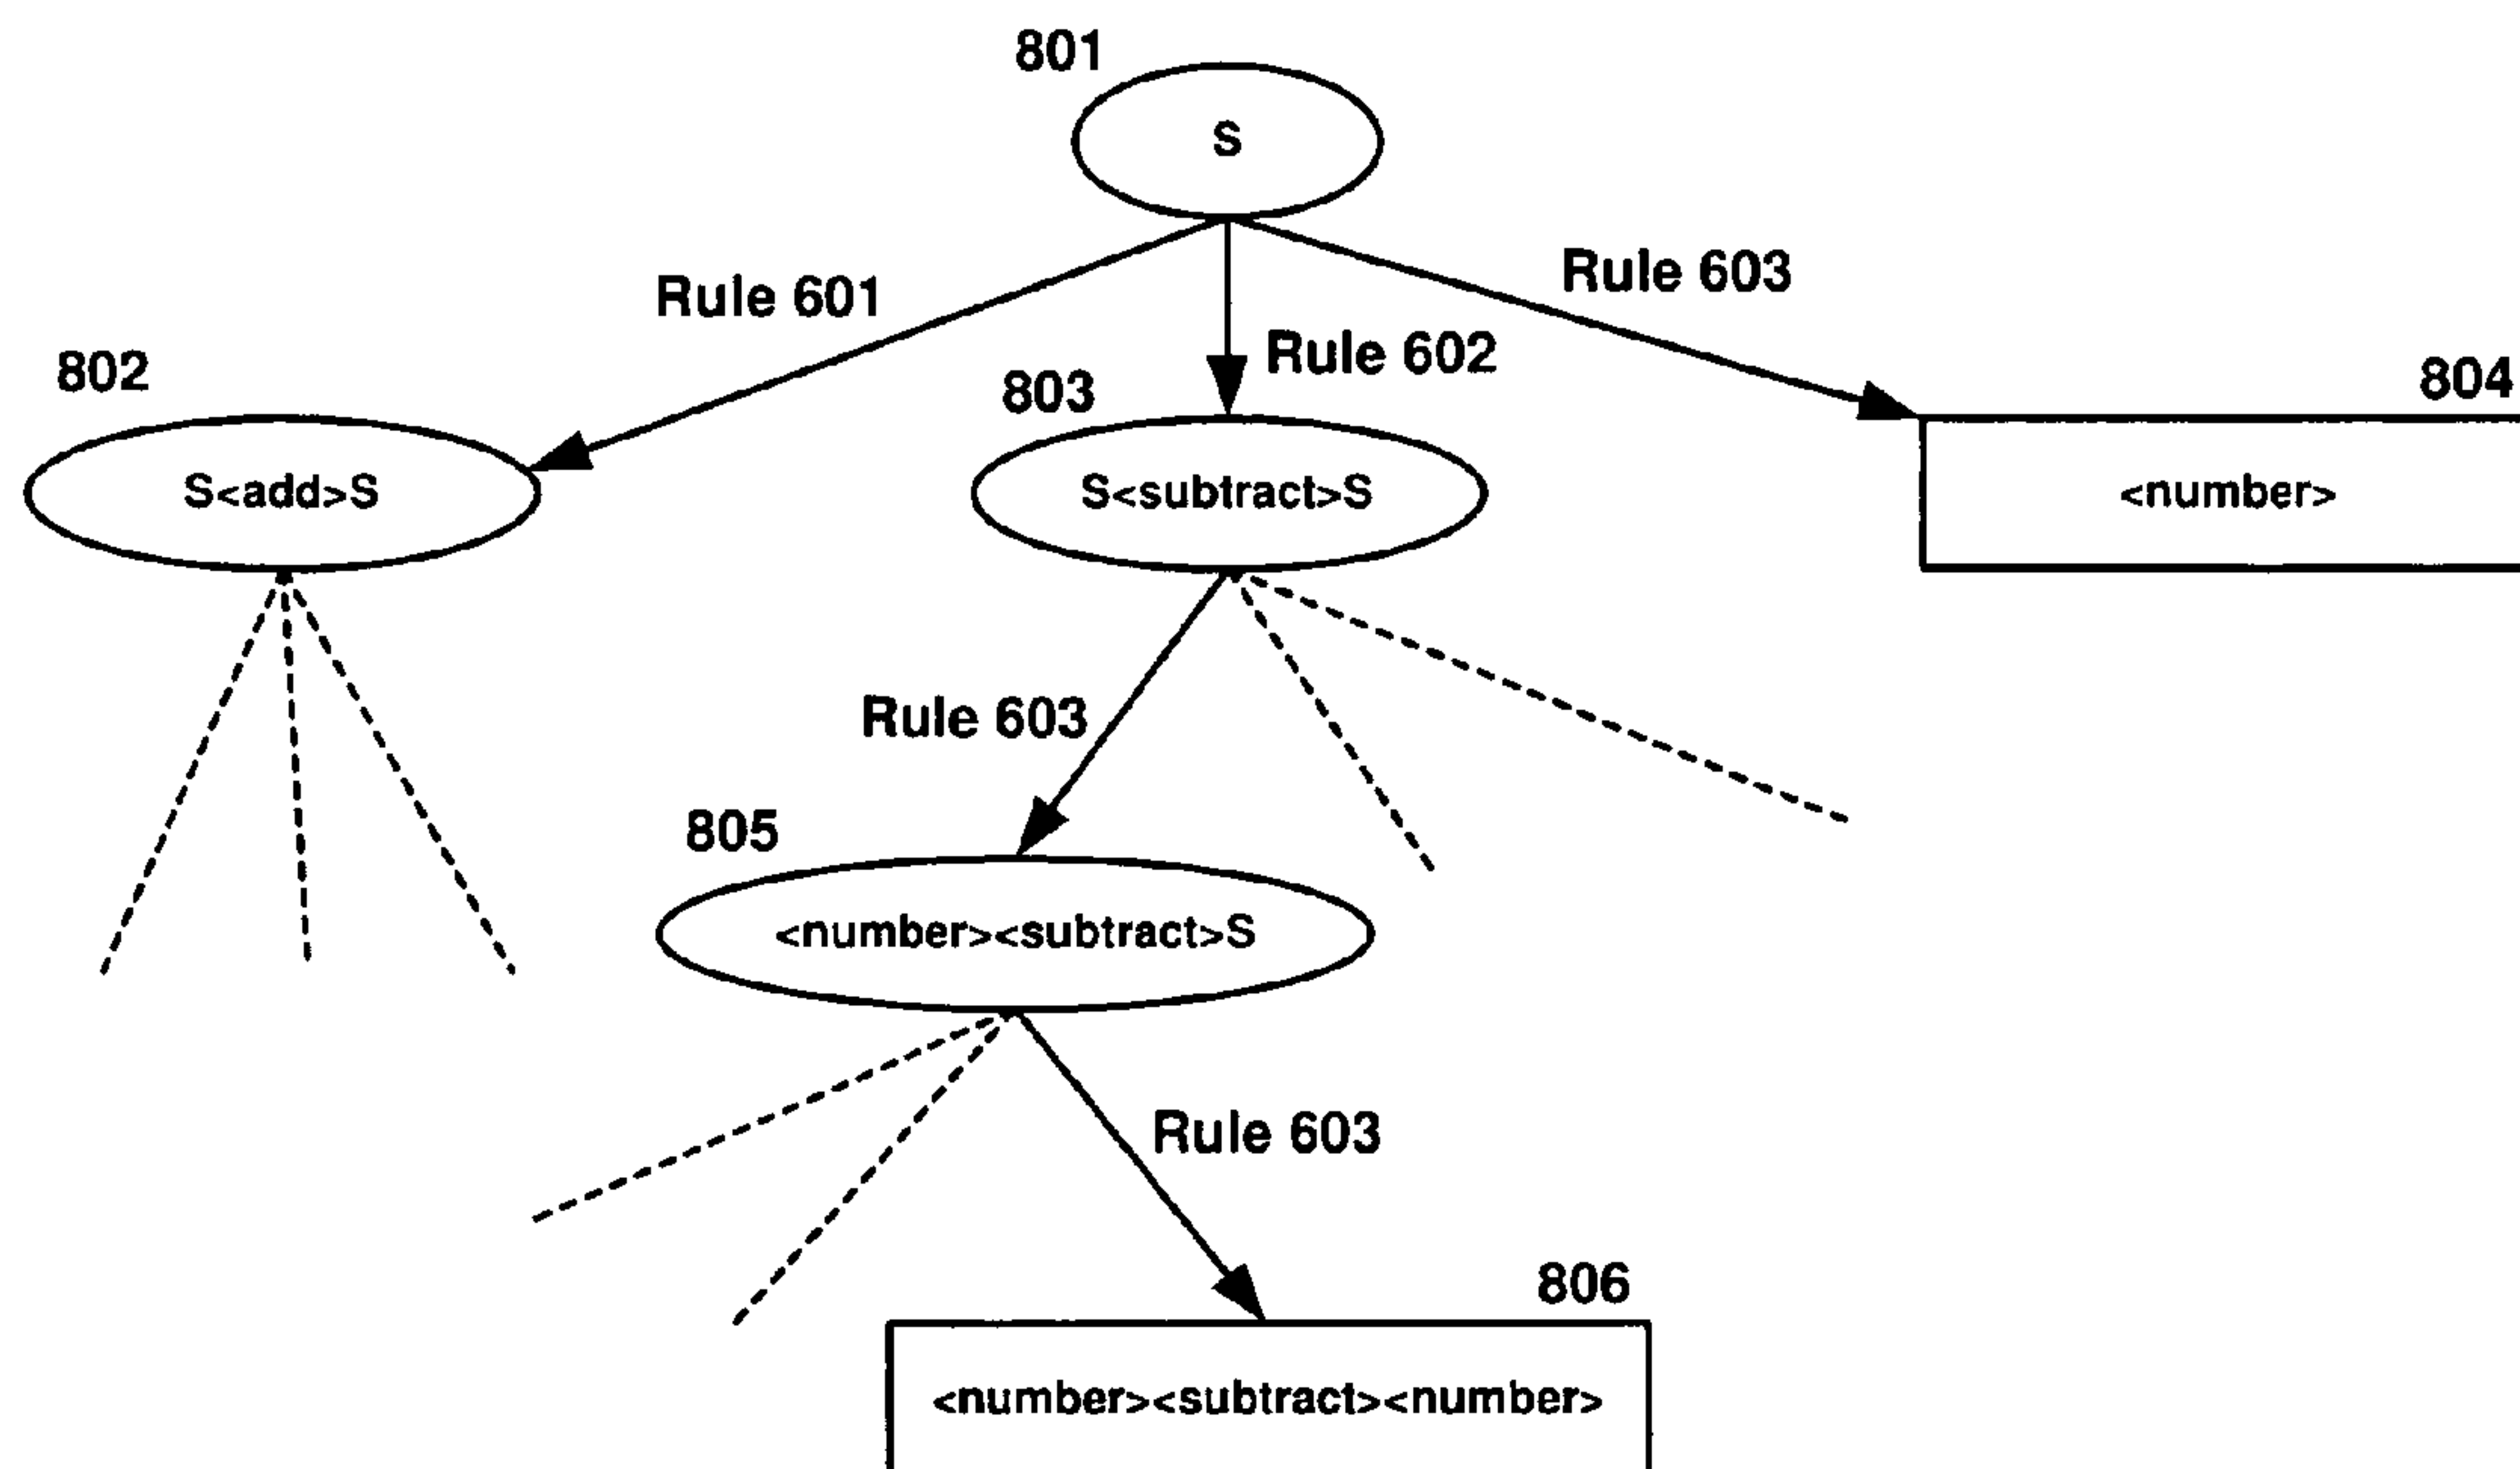 801
S
Rule 601
Rule 603
Rule 602
802
803
804
S<add>S
S<subtract>S
<number>
Rule 603
805
<number><subtract>S
Rule 603
806
<number><subtract><number>